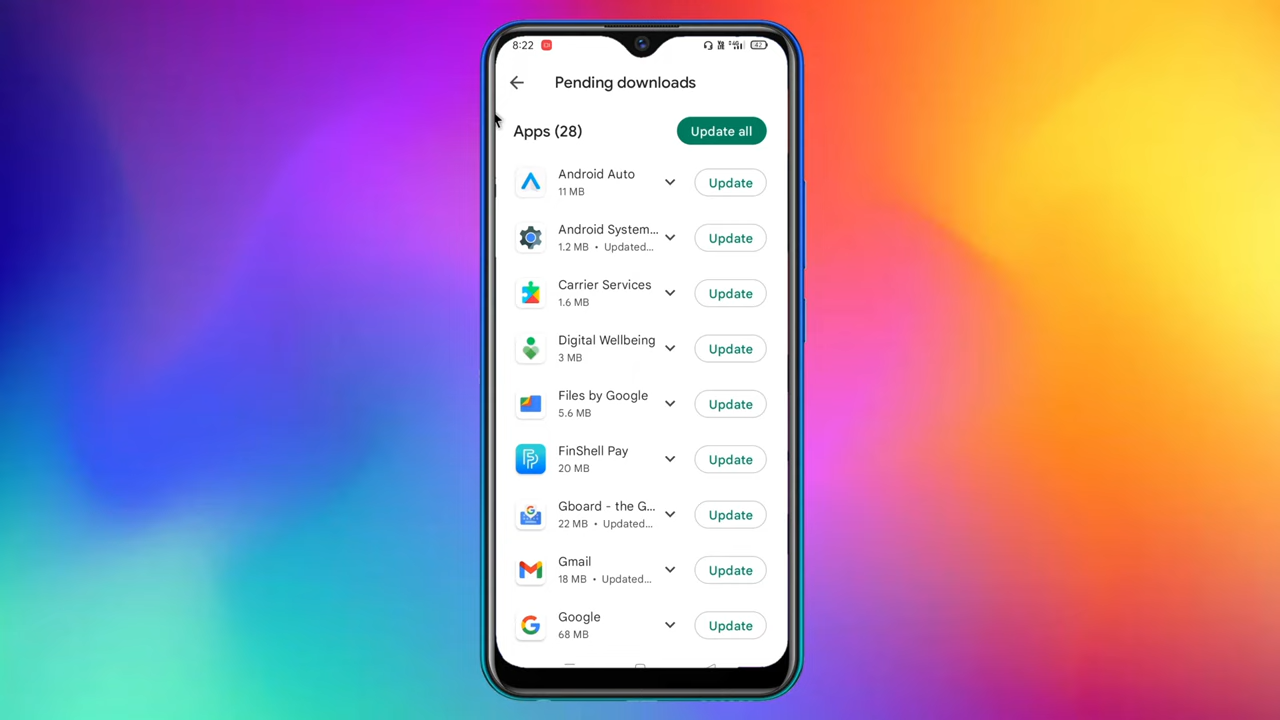 8:22
42
Pending downloads
Apps (28)
Update all
Android Auto
11 MB
Update
Android System...
1.2 MB • Updated...
Update
Carrier Services
1.6 MB
Update
Digital Wellbeing
3 MB
Update
Files by Google
5.6 MB
Update
FinShell Pay
20 MB
Update
Gboard - the G...
22 MB • Updated...
Update
Gmail
18 MB • Updated...
Update
Google
68 MB
Update